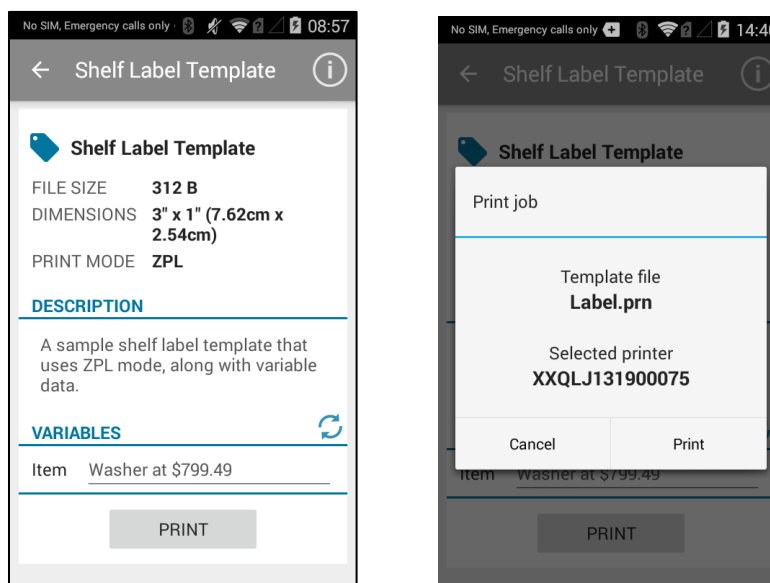 No SIM, Emergency calls only
08:57
Shelf Label Template
Shelf Label Template
FILE SIZE 312 B
DIMENSIONS 3" x 1" (7.62cm x
2.54cm)
PRINT MODE ZPL
DESCRIPTION
A sample shelf label template that
uses ZPL mode, along with variable
data.
VARIABLES
Item Washer at $799.49
PRINT
No SIM, Emergency calls only
14:40
Shelf Label Template
Shelf Label Template
Print job
Template file
Label.prn
Selected printer
XXQLJ131900075
Cancel Print
Item Washer at $799.49
PRINT